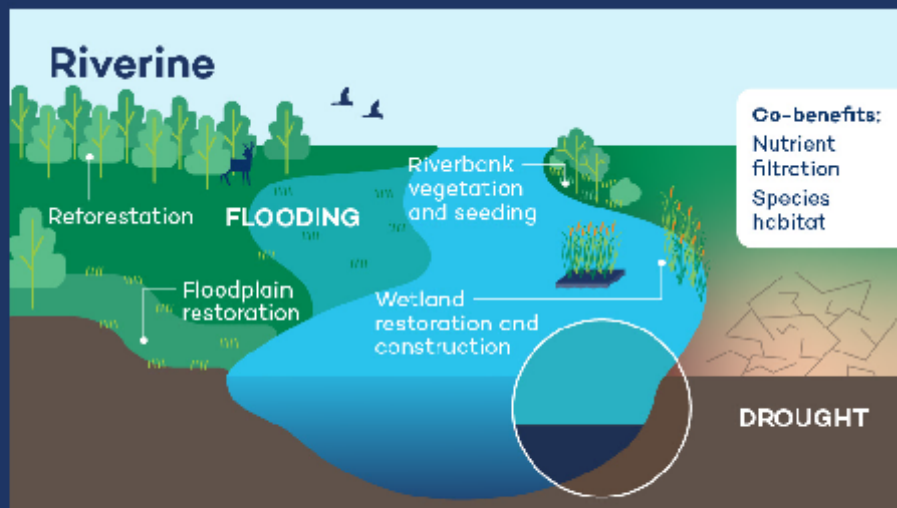 Riverine
Co-benefits:
Nutrient
filtration
Species
habitat
Riverbank
vegetation
and seeding
Reforestation
FLOODING
Floodplain
restoration
Wetland
restoration and
construction
DROUGHT